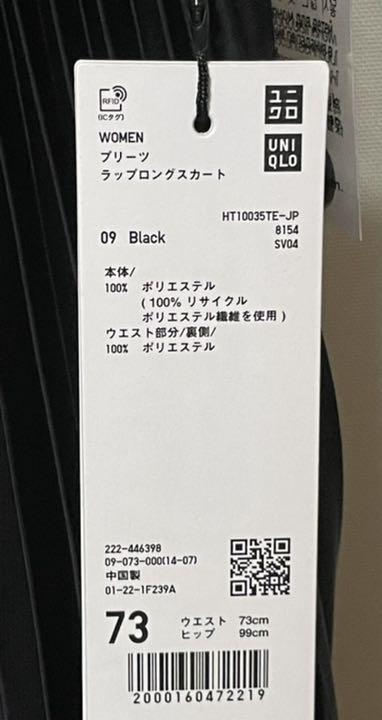 RFID
(ICタグ)
ユニ
クロ
UNI
QLO
WOMEN
プリーツ
ラップロングスカート
HT10035TE-JP
09 Black
8154
SV04
本体/
100% ポリエステル
(100% リサイクル
ポリエステル繊維を使用)
ウエスト部分/裏側/
100% ポリエステル
222-446398
09-073-000(14-07)
中国製
01-22-1F239A
73
ウエスト 73cm
ヒップ 99cm
2000160472219